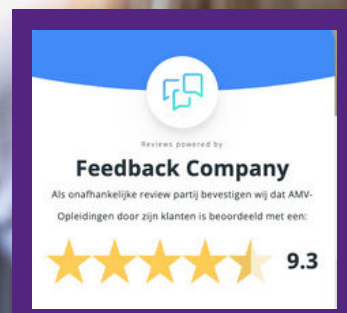 Reviews powered by
Feedback Company
Als onafhankelijke review partij bevestigen wij dat AMV-
Opleidingen door zijn klanten is beoordeeld met een:
9.3